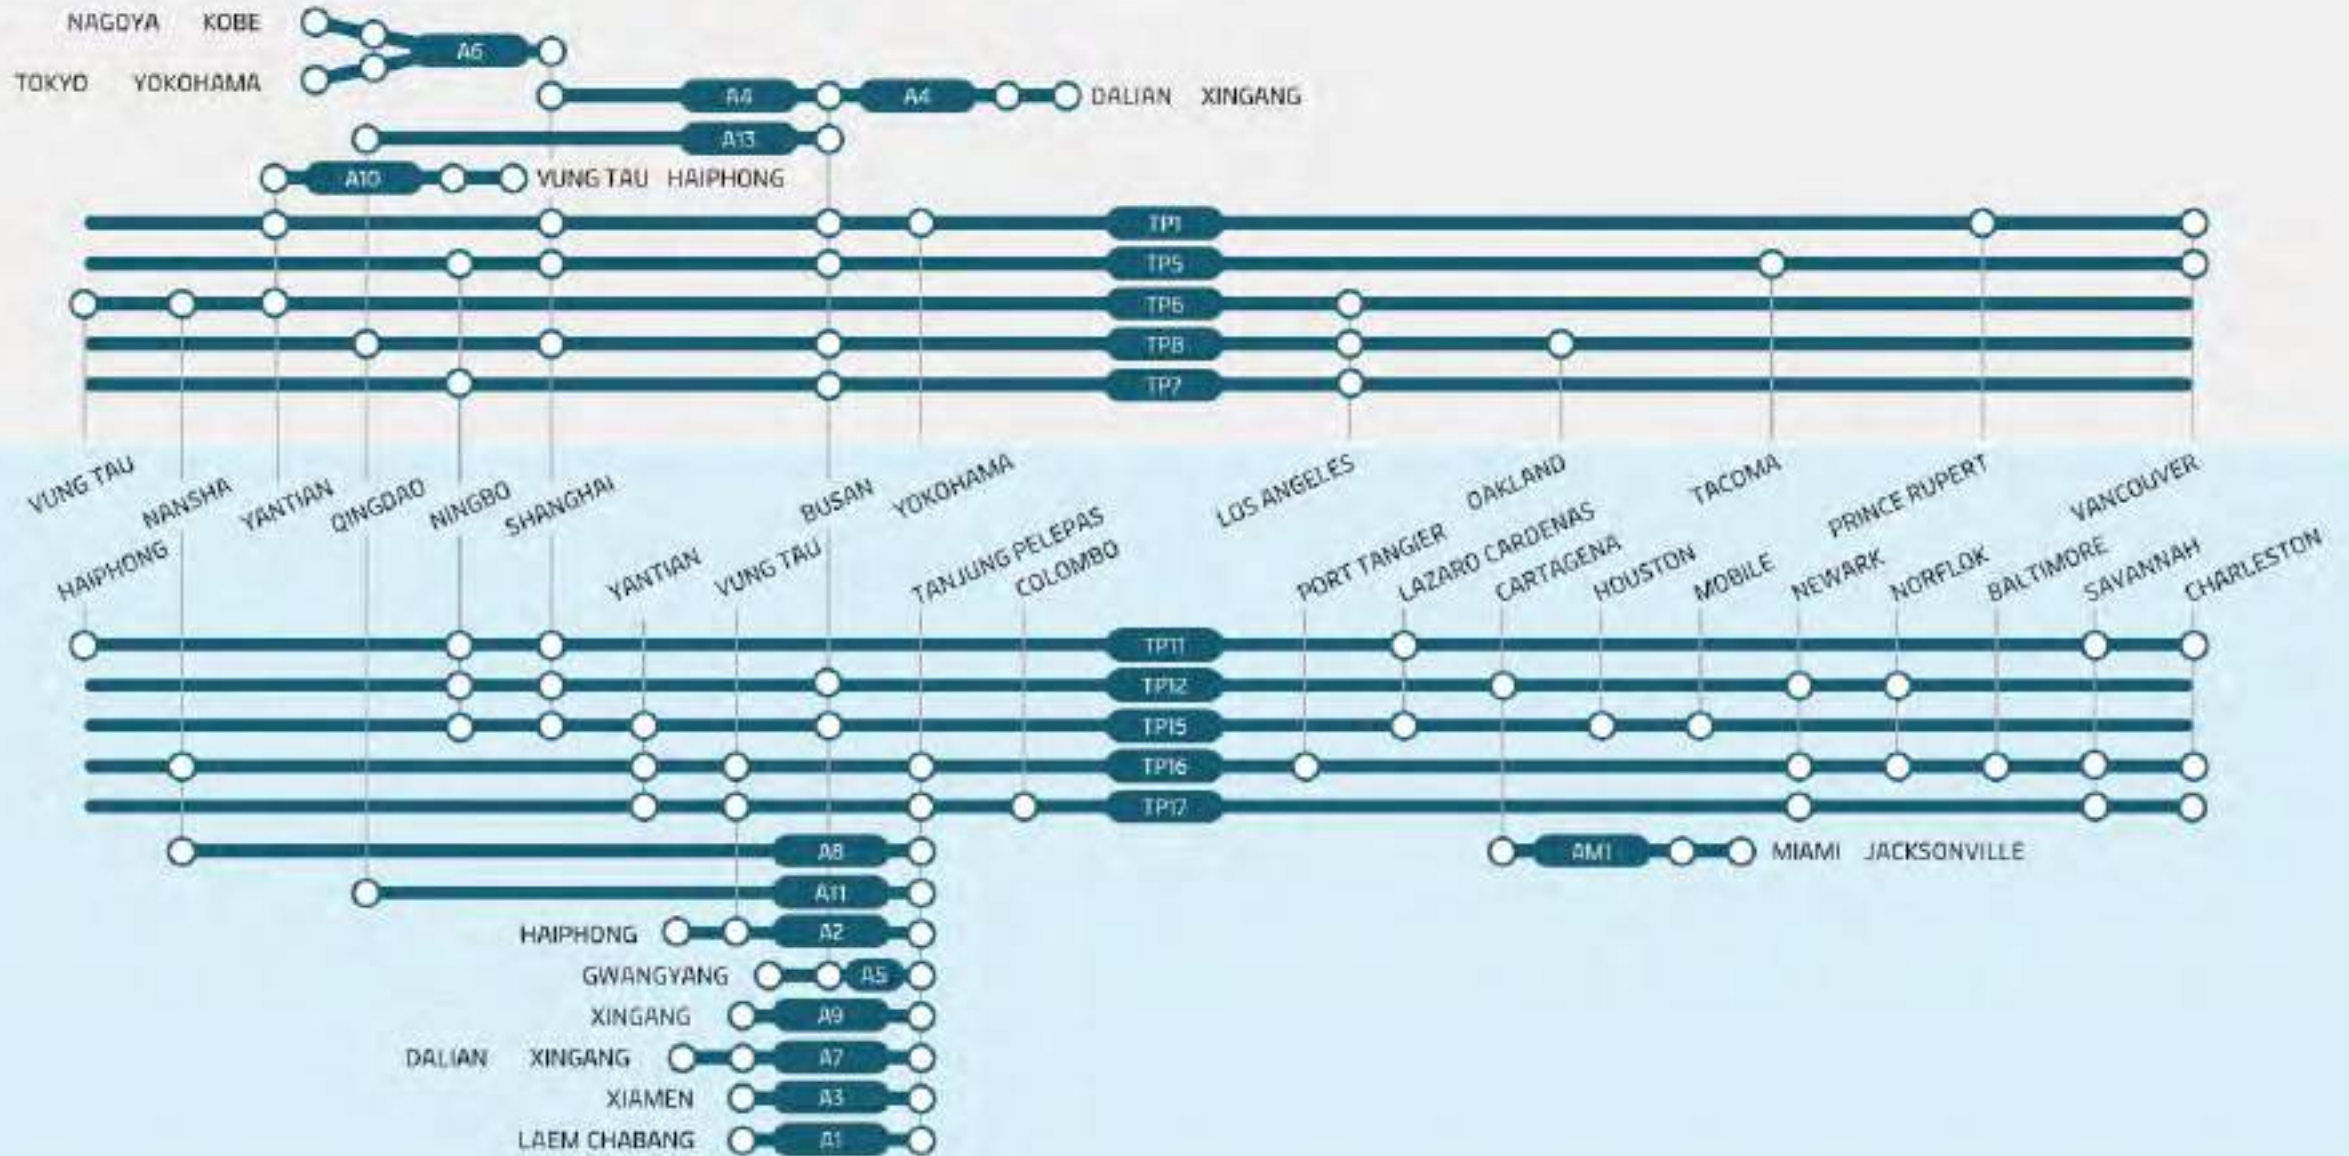 NAGOYA KOBE
A6
TOKYO YOKOHAMA
A4 A4 DALIAN XINGANG
A13
A10 VUNG TAU HAIPHONG
TP1
TP5
TP6
TP8
TP7
VUNG TAU NANSHA YANTIAN QINGDAO NINGBO SHANGHAI BUSAN YOKOHAMA LOS ANGELES OAKLAND TACOMA PRINCE RUPERT VANCOUVER
HAIPHONG YANTIAN VUNG TAU TANJUNG PELEPAS COLOMBO PORT TANGIER LAZARO CARDENAS CARTAGENA HOUSTON MOBILE NEWARK NORFLOK BALTIMORE SAVANNAH CHARLESTON
TP11
TP12
TP15
TP16
TP17
A8 AM1 MIAMI JACKSONVILLE
A11
HAIPHONG A2
GWANGYANG A5
XINGANG A9
DALIAN XINGANG A7
XIAMEN A3
LAEM CHABANG A1